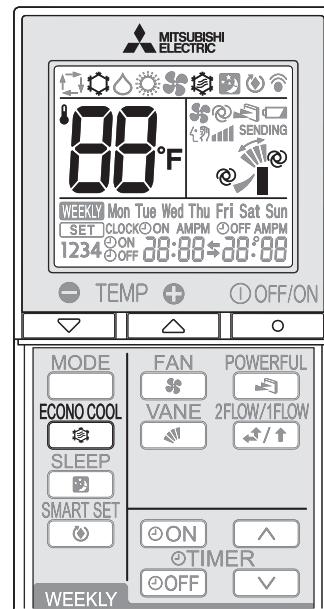 MITSUBISHI
ELECTRIC
88°F
SENDING
WEEKLY Mon Tue Wed Thu Fri Sat Sun
SET CLOCK ON AMPM OFF AMPM
1234 ON OFF 88:88 88:88
TEMP OFF/ON
MODE FAN POWERFUL
ECONO COOL VANE 2FLOW/1FLOW
SLEEP
SMART SET
ON
TIMER
OFF
WEEKLY